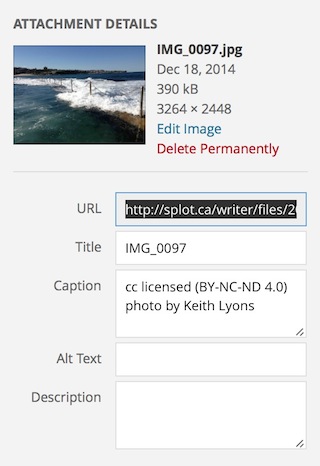 ATTACHMENT DETAILS
IMG_0097.jpg
Dec 18, 2014
390 kB
3264 × 2448
Edit Image
Delete Permanently
URL http://splot.ca/writer/files/20
Title IMG_0097
Caption cc licensed (BY-NC-ND 4.0)
photo by Keith Lyons
Alt Text
Description